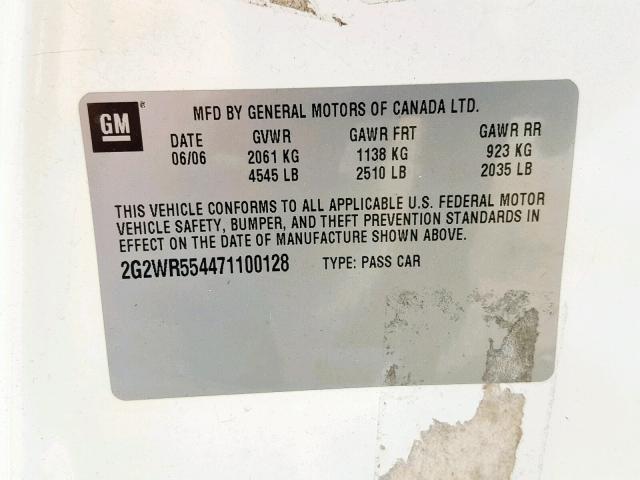 GM
MFD BY GENERAL MOTORS OF CANADA LTD.
DATE GVWR GAWR FRT GAWR RR
06/06 2061 KG 1138 KG 923 KG
4545 LB 2510 LB 2035 LB
THIS VEHICLE CONFORMS TO ALL APPLICABLE U.S. FEDERAL MOTOR
VEHICLE SAFETY, BUMPER, AND THEFT PREVENTION STANDARDS IN
EFFECT ON THE DATE OF MANUFACTURE SHOWN ABOVE.
2G2WR554471100128 TYPE: PASS CAR